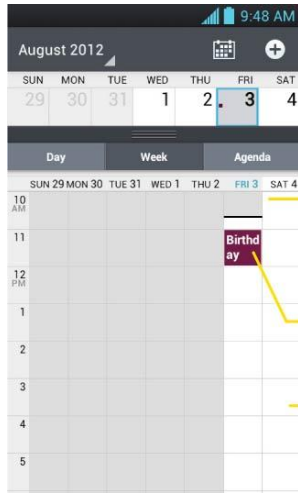 9:48 AM
August 2012
SUN MON TUE WED THU FRI SAT
29 30 31 1 2 3 4
Day Week Agenda
SUN 29 MON 30 TUE 31 WED 1 THU 2 FRI 3 SAT 4
10
AM
11
Birthd
ay
12
PM
1
2
3
4
5